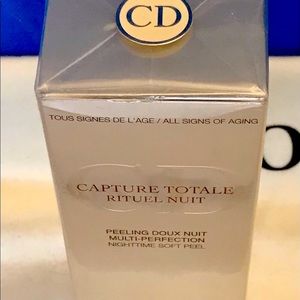 CD
TOUS SIGNES DE L'AGE / ALL SIGNS OF AGING
CAPTURE TOTALE
RITUEL NUIT
PEELING DOUX NUIT
MULTI-PERFECTION
NIGHTTIME SOFT PEEL